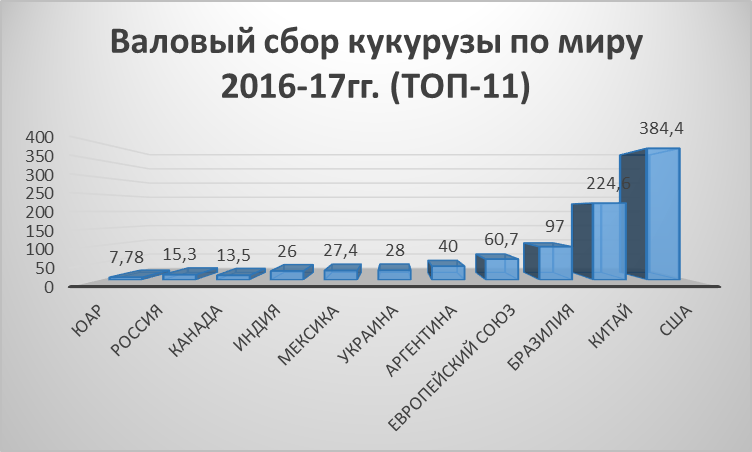 Валовый сбор кукурузы по миру
2016-17гг. (ТОП-11)
400
350
300
250
200
150
100
50
0
7,78
15,3
13,5
26
27,4
28
40
60,7
97
224,6
384,4
ЮАР
РОССИЯ
КАНАДА
ИНДИЯ
МЕКСИКА
УКРАИНА
АРГЕНТИНА
ЕВРОПЕЙСКИЙ СОЮЗ
БРАЗИЛИЯ
КИТАЙ
США